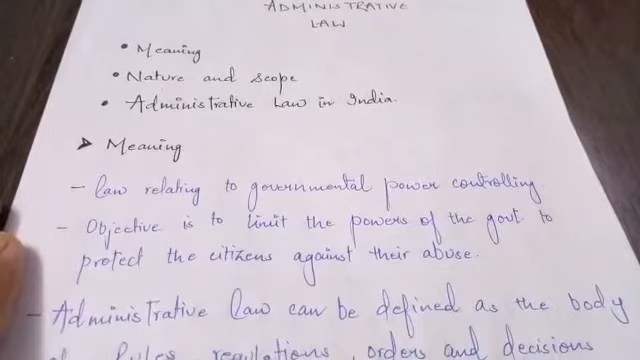 ADMINISTRATIVE
LAW
• Meaning
• Nature and scope
• Administrative Law in India.
➤ Meaning
- law relating to governmental power controlling.
- Objective is to limit the powers of the govt. to
protect the citizens against their abuse.
- Administrative law can be defined as the body
of Rules, regulations, orders and decisions